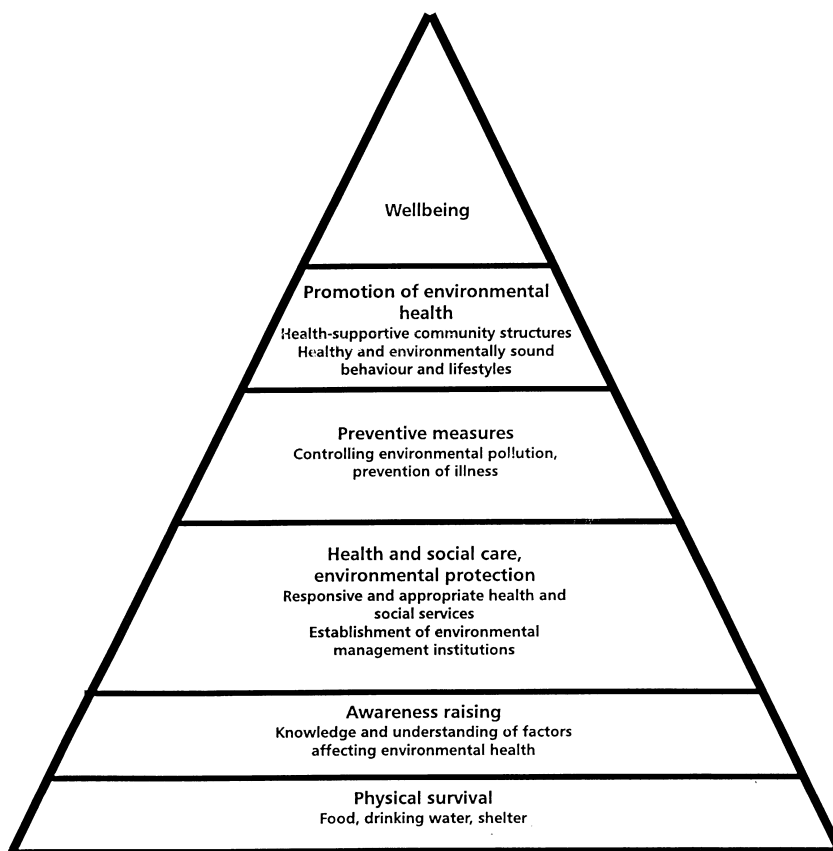 Wellbeing
Promotion of environmental
health
Health-supportive community structures
Healthy and environmentally sound
behaviour and lifestyles
Preventive measures
Controlling environmental pollution,
prevention of illness
Health and social care,
environmental protection
Responsive and appropriate health and
social services
Establishment of environmental
management institutions
Awareness raising
Knowledge and understanding of factors
affecting environmental health
Physical survival
Food, drinking water, shelter